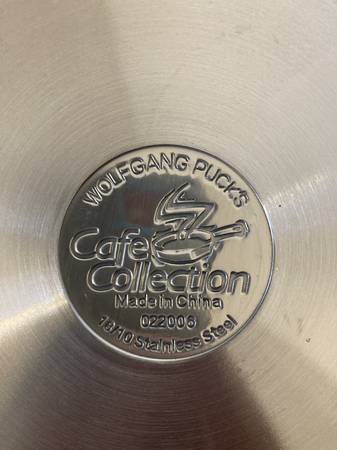 WOLFGANG PUCK'S
Cafe
Collection
Made in China
022006
18/10 Stainless Steel